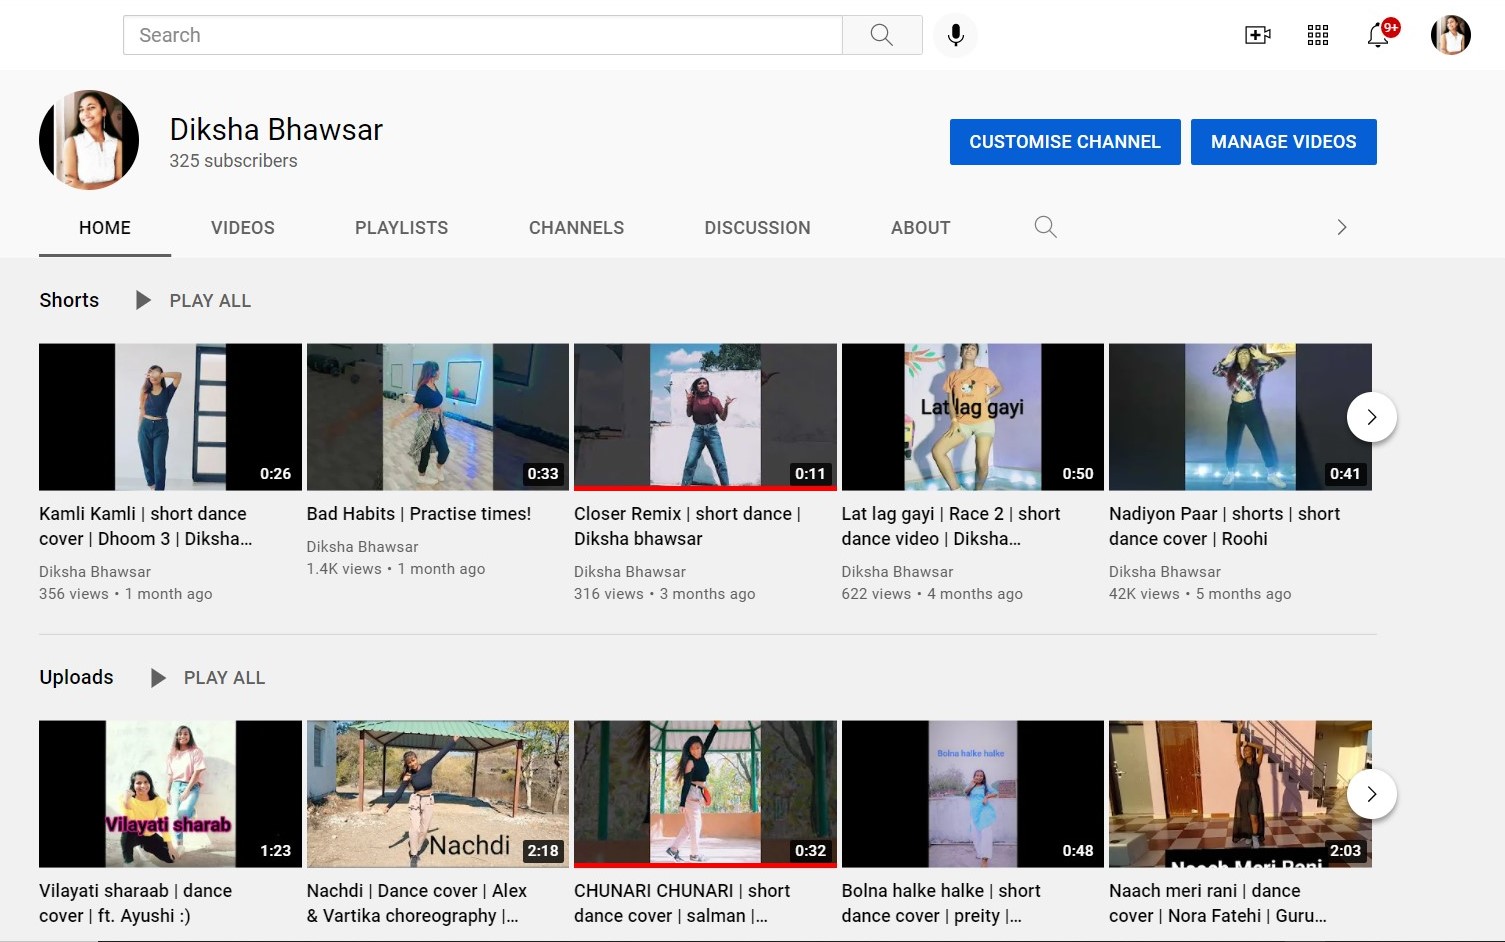 Search
9+
Diksha Bhawsar
325 subscribers
CUSTOMISE CHANNEL
MANAGE VIDEOS
HOME
VIDEOS
PLAYLISTS
CHANNELS
DISCUSSION
ABOUT
Shorts
PLAY ALL
0:26
0:33
0:11
Lat lag gayi
0:50
0:41
Kamli Kamli | short dance
cover | Dhoom 3 | Diksha...
Diksha Bhawsar
356 views • 1 month ago
Bad Habits | Practise times!
Diksha Bhawsar
1.4K views • 1 month ago
Closer Remix | short dance |
Diksha bhawsar
Diksha Bhawsar
316 views • 3 months ago
Lat lag gayi | Race 2 | short
dance video | Diksha...
Diksha Bhawsar
622 views • 4 months ago
Nadiyon Paar | shorts | short
dance cover | Roohi
Diksha Bhawsar
42K views • 5 months ago
Uploads
PLAY ALL
Vilayati sharab
1:23
Nachdi
2:18
0:32
Bolna halke halke
0:48
Naach Meri Rani
2:03
Vilayati sharaab | dance
cover | ft. Ayushi :)
Nachdi | Dance cover | Alex
& Vartika choreography |...
CHUNARI CHUNARI | short
dance cover | salman |...
Bolna halke halke | short
dance cover | preity |...
Naach meri rani | dance
cover | Nora Fatehi | Guru...